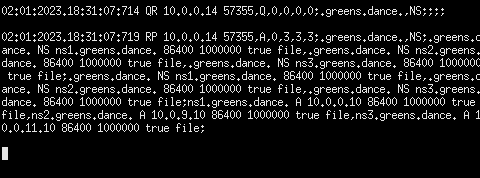 02:01:2023.18:31:07:714 QR 10.0.0.14 57355,Q,0,0,0,0;.greens.dance.,NS;;;;
02:01:2023.18:31:07:719 RP 10.0.0.14 57355,A,0,3,3,3;.greens.dance.,NS;.greens.d
ance. NS ns1.greens.dance. 86400 1000000 true file,.greens.dance. NS ns2.greens.
dance. 86400 1000000 true file,.greens.dance. NS ns3.greens.dance. 86400 1000000
 true file;.greens.dance. NS ns1.greens.dance. 86400 1000000 true file,.greens.d
ance. NS ns2.greens.dance. 86400 1000000 true file,.greens.dance. NS ns3.greens.
dance. 86400 1000000 true file;ns1.greens.dance. A 10.0.0.10 86400 1000000 true 
file,ns2.greens.dance. A 10.0.9.10 86400 1000000 true file,ns3.greens.dance. A 1
0.0.11.10 86400 1000000 true file;